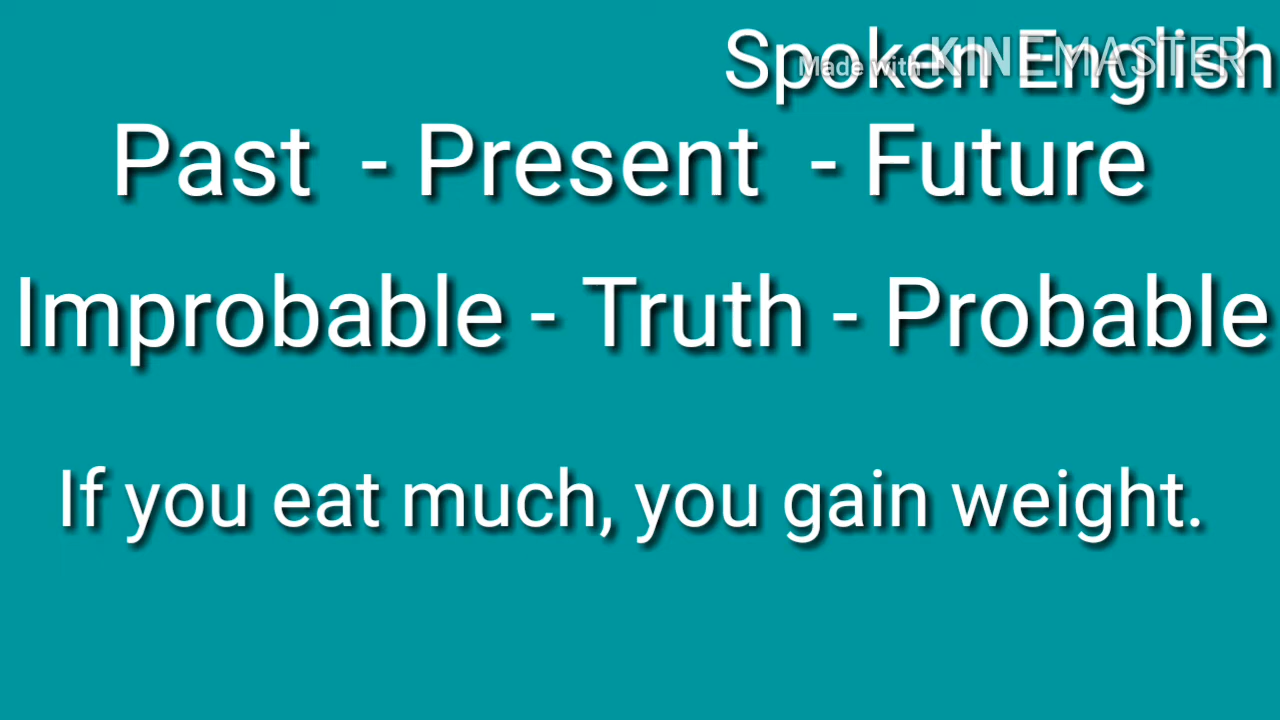 Spoken English
Made with KINEMASTER
Past - Present - Future
Improbable - Truth - Probable
If you eat much, you gain weight.